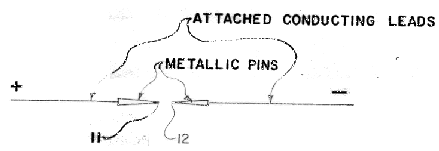 ATTACHED CONDUCTING LEADS
METALLIC PINS
+ −
11 12